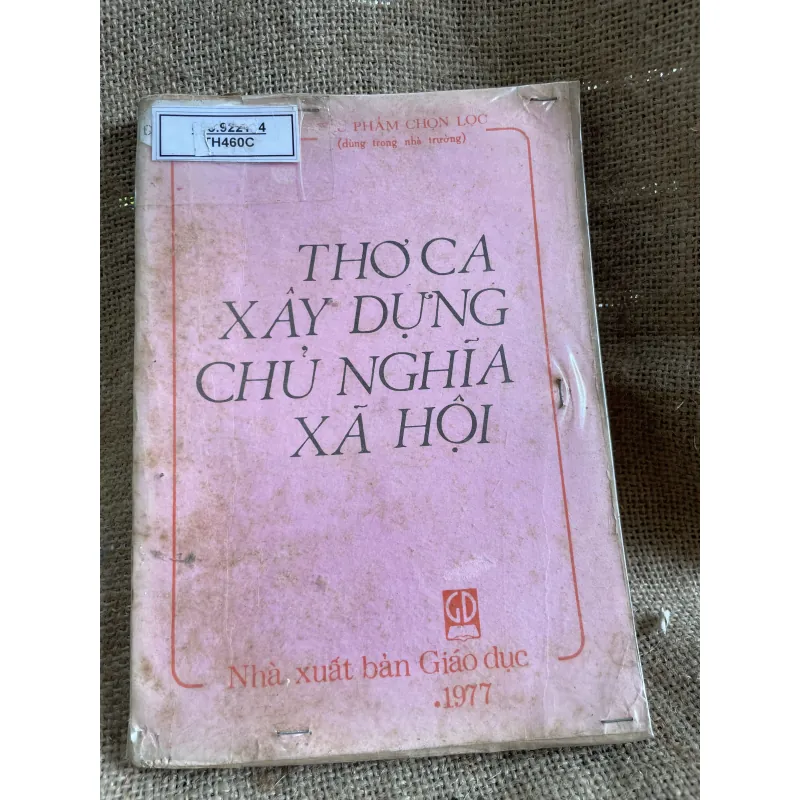 TH460C
PHẨM CHỌN LỌC
(dùng trong nhà trường)
THƠ CA
XÂY DỰNG
CHỦ NGHĨA
XÃ HỘI
GD
Nhà xuất bản Giáo dục
.1977